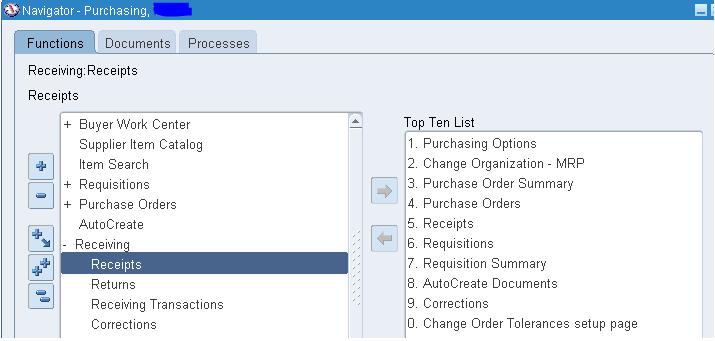 Navigator - Purchasing,
Functions Documents Processes
Receiving:Receipts
Receipts
+ Buyer Work Center
Supplier Item Catalog
Item Search
+ Requisitions
+ Purchase Orders
AutoCreate
- Receiving
Receipts
Returns
Receiving Transactions
Corrections
Top Ten List
1. Purchasing Options
2. Change Organization - MRP
3. Purchase Order Summary
4. Purchase Orders
5. Receipts
6. Requisitions
7. Requisition Summary
8. AutoCreate Documents
9. Corrections
0. Change Order Tolerances setup page